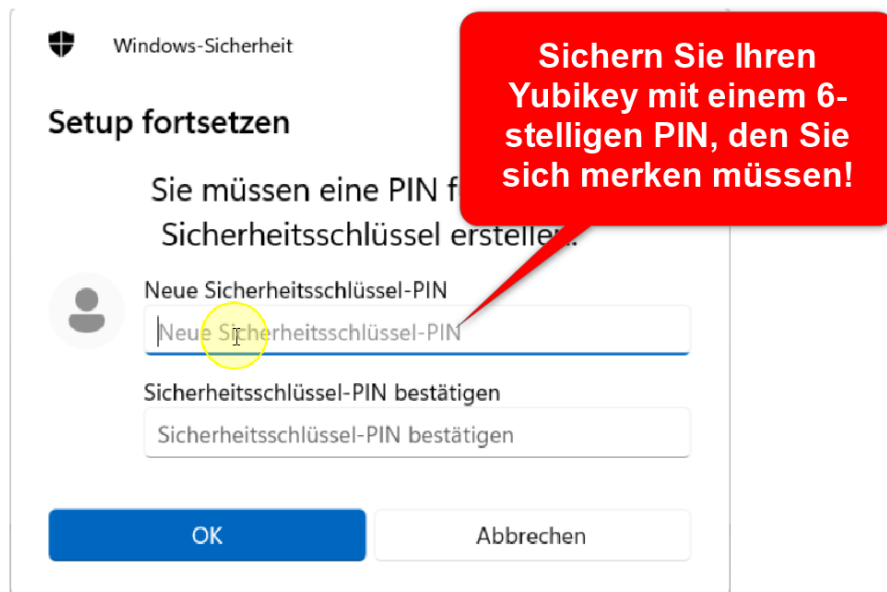 Windows-Sicherheit
Sichern Sie Ihren
Yubikey mit einem 6-
stelligen PIN, den Sie
sich merken müssen!
Setup fortsetzen
Sie müssen eine PIN f
Sicherheitsschlüssel erstellen.
Neue Sicherheitsschlüssel-PIN
Neue Sicherheitsschlüssel-PIN
Sicherheitsschlüssel-PIN bestätigen
Sicherheitsschlüssel-PIN bestätigen
OK
Abbrechen